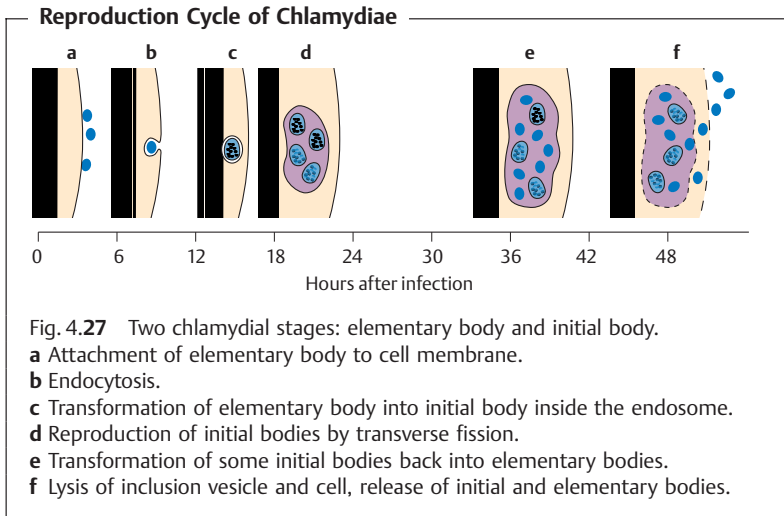 Reproduction Cycle of Chlamydiae
a b c d e f
0 6 12 18 24 30 36 42 48
Hours after infection
Fig. 4.27 Two chlamydial stages: elementary body and initial body.
a Attachment of elementary body to cell membrane.
b Endocytosis.
c Transformation of elementary body into initial body inside the endosome.
d Reproduction of initial bodies by transverse fission.
e Transformation of some initial bodies back into elementary bodies.
f Lysis of inclusion vesicle and cell, release of initial and elementary bodies.